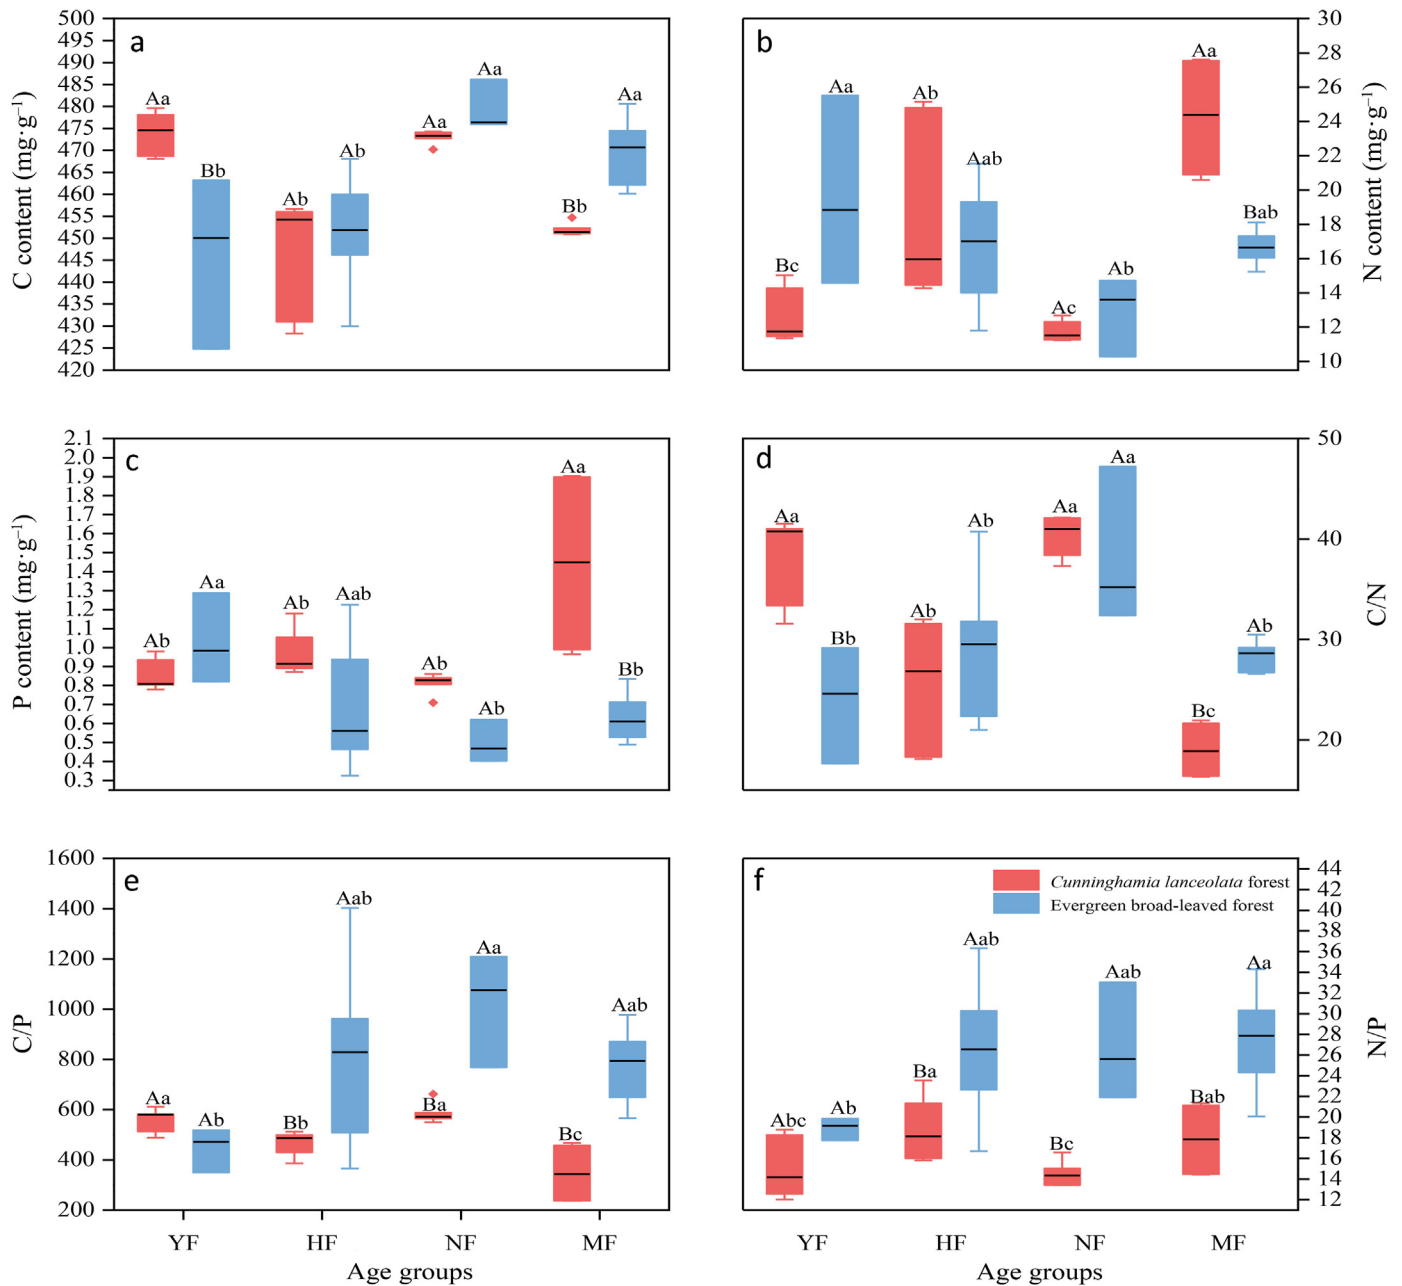 a
C content (mg·g⁻¹)
500
495
490
485
480
475
470
465
460
455
450
445
440
435
430
425
420
Aa
Bb
Ab
Ab
Aa
Aa
Bb
Aa
b
N content (mg·g⁻¹)
30
28
26
24
22
20
18
16
14
12
10
Bc
Aa
Ab
Aab
Ac
Ab
Aa
Bab
c
P content (mg·g⁻¹)
2.1
2.0
1.9
1.8
1.7
1.6
1.5
1.4
1.3
1.2
1.1
1.0
0.9
0.8
0.7
0.6
0.5
0.4
0.3
Ab
Aa
Ab
Aab
Ab
Ab
Aa
Bb
d
C/N
50
40
30
20
Aa
Bb
Ab
Ab
Aa
Aa
Bc
Ab
e
C/P
1600
1400
1200
1000
800
600
400
200
Aa
Ab
Bb
Aab
Ba
Aa
Bc
Aab
YF HF NF MF
Age groups
f
Cunninghamia lanceolata forest
Evergreen broad-leaved forest
N/P
44
42
40
38
36
34
32
30
28
26
24
22
20
18
16
14
12
Abc
Ab
Ba
Aab
Bc
Aab
Bab
Aa
YF HF NF MF
Age groups